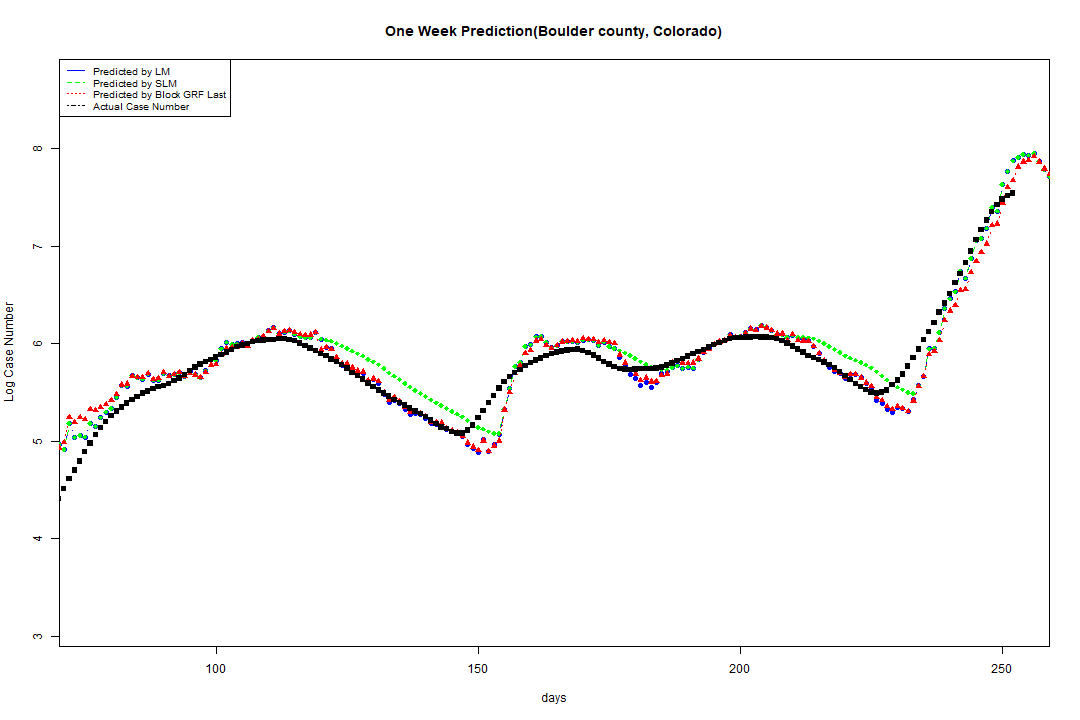 One Week Prediction(Boulder county, Colorado)
Predicted by LM
Predicted by SLM
Predicted by Block GRF Last
Actual Case Number
8
7
6
5
4
3
Log Case Number
100 150 200 250
days